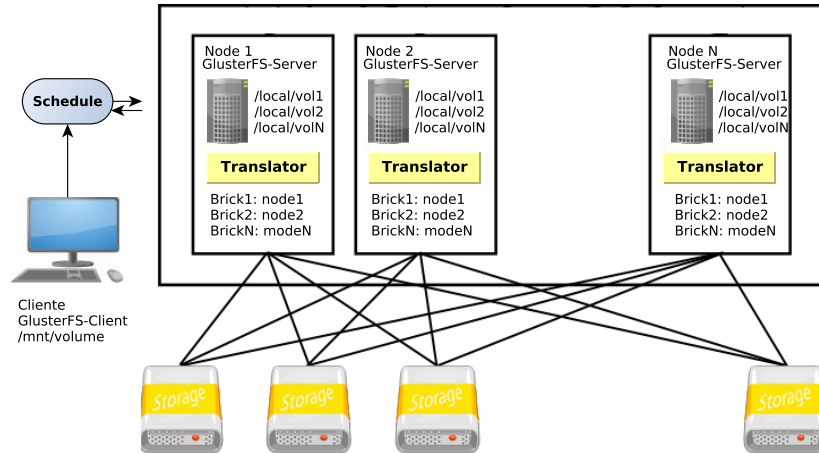 Node 1
GlusterFS-Server
/local/vol1
/local/vol2
/local/volN
Translator
Brick1: node1
Brick2: node2
BrickN: modeN
Node 2
GlusterFS-Server
/local/vol1
/local/vol2
/local/volN
Translator
Brick1: node1
Brick2: node2
BrickN: modeN
Node N
GlusterFS-Server
/local/vol1
/local/vol2
/local/volN
Translator
Brick1: node1
Brick2: node2
BrickN: modeN
Schedule
Cliente
GlusterFS-Client
/mnt/volume
Storage
Storage
Storage
Storage